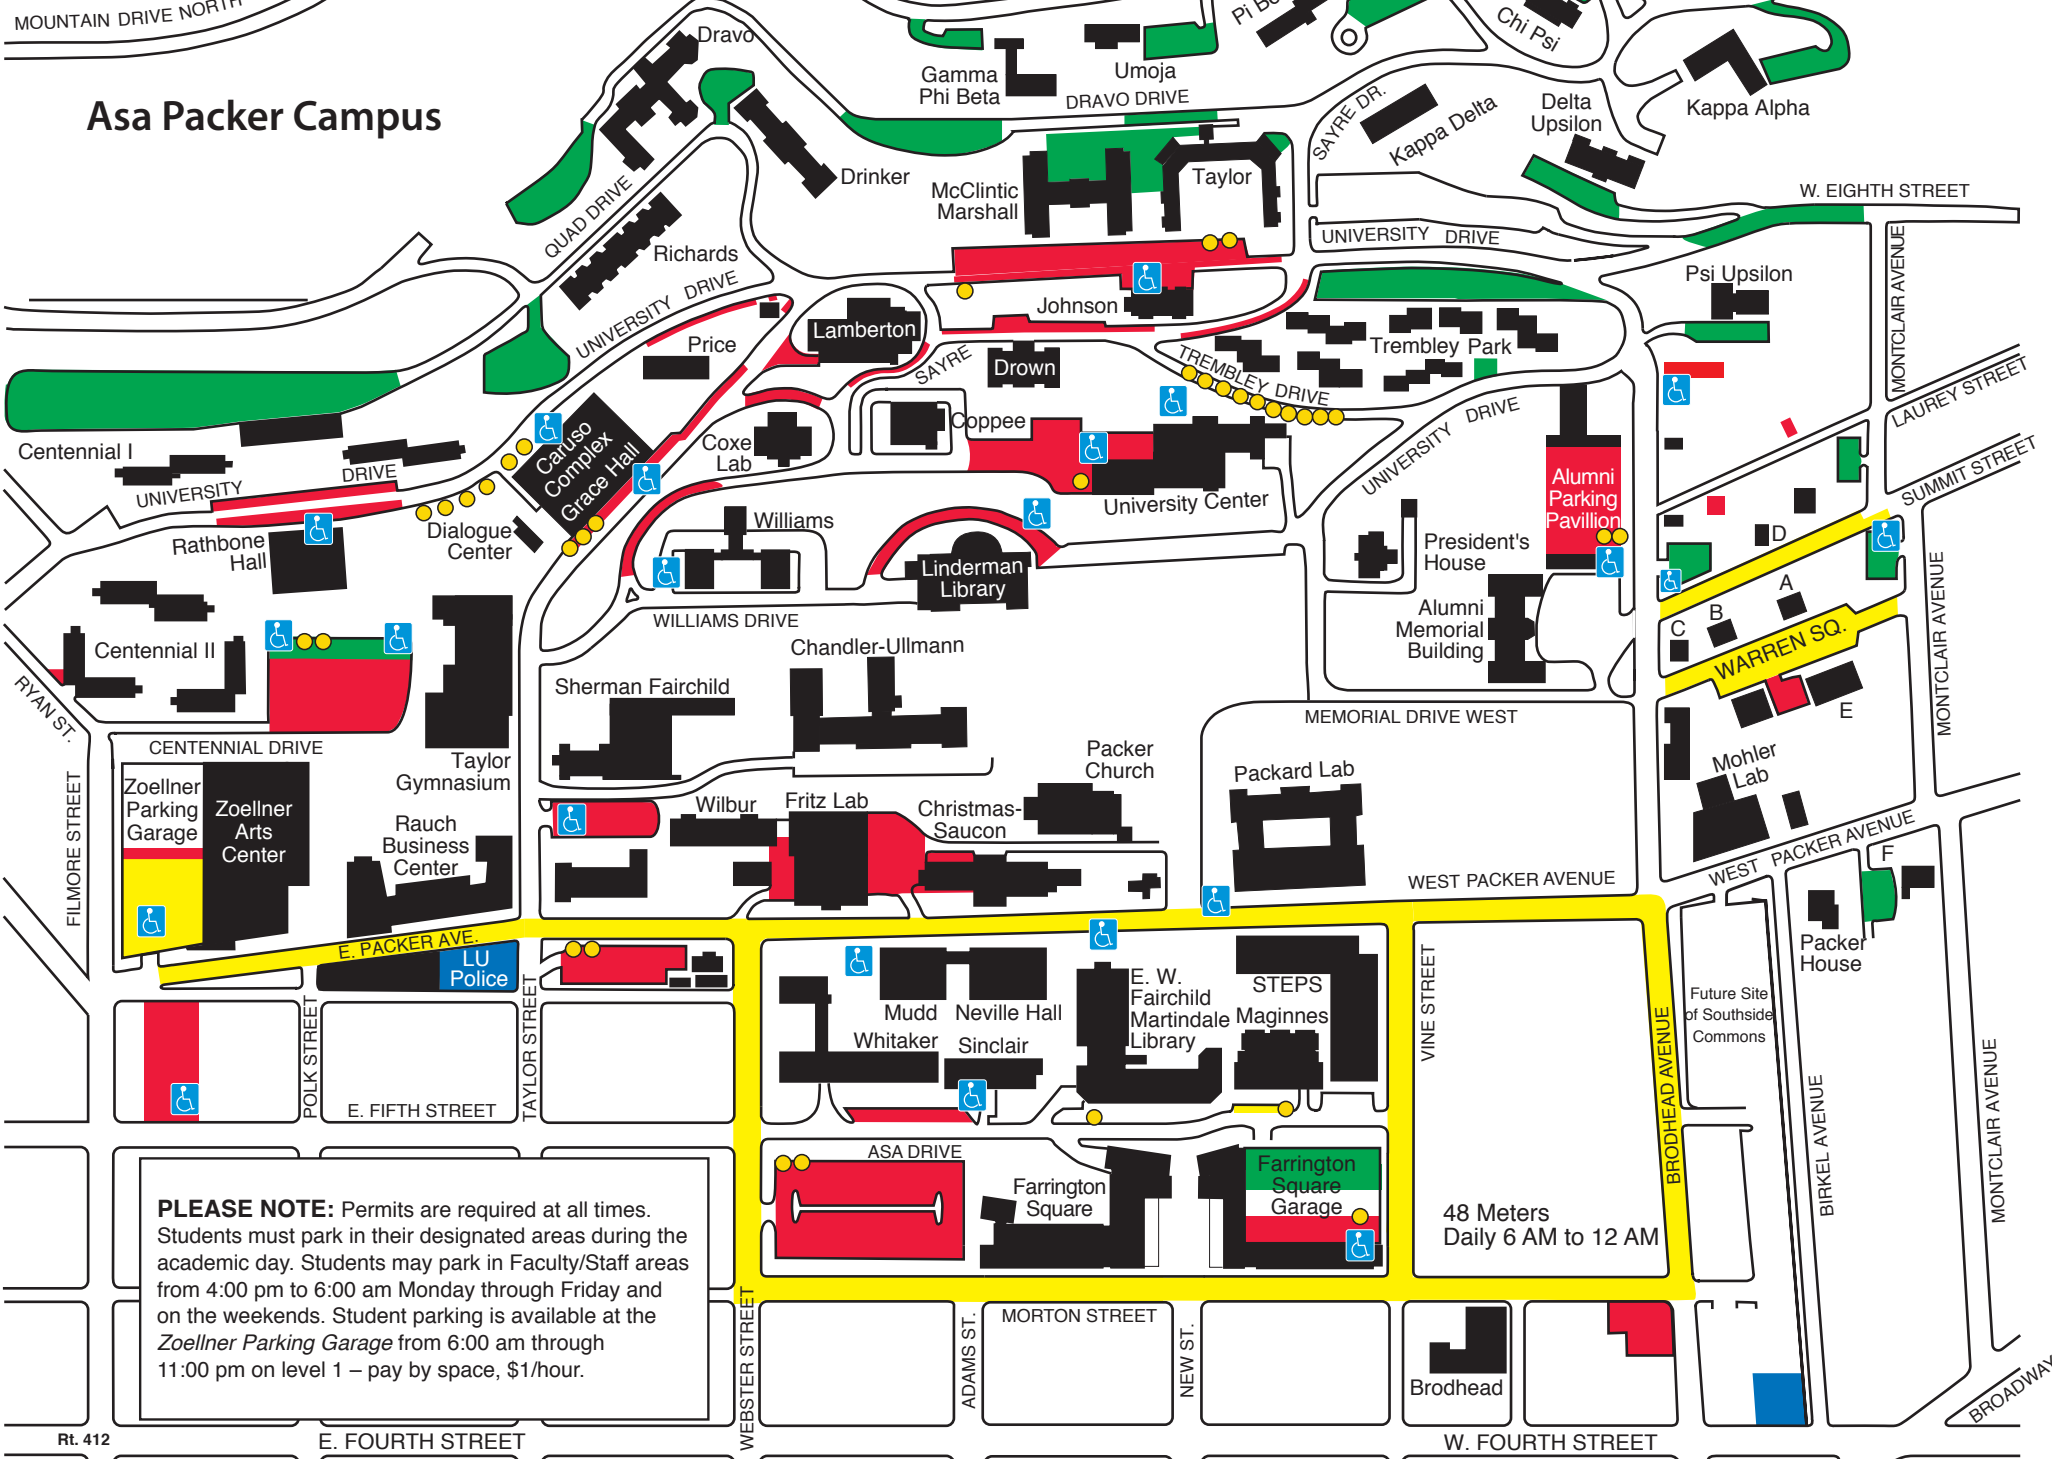 MOUNTAIN DRIVE NORTH
Dravo
Gamma
Phi Beta
Umoja
Chi Psi
Kappa Alpha
Asa Packer Campus
DRAVO DRIVE
SAYRE DR.
Kappa Delta
Delta
Upsilon
Drinker
McClintic
Marshall
Taylor
W. EIGHTH STREET
QUAD DRIVE
Richards
UNIVERSITY DRIVE
UNIVERSITY DRIVE
Psi Upsilon
MONTCLAIR AVENUE
Johnson
Lamberton
Price
SAYRE
Drown
TREMBLEY DRIVE
Trembley Park
LAUREY STREET
Centennial I
UNIVERSITY
DRIVE
Caruso
Complex
Grace Hall
Coxe
Lab
Coppee
UNIVERSITY DRIVE
Alumni
Parking
Pavillion
SUMMIT STREET
University Center
Rathbone
Hall
Dialogue
Center
Williams
Linderman
Library
President's
House
D
A
B
C
WARREN SQ.
E
MONTCLAIR AVENUE
WILLIAMS DRIVE
Alumni
Memorial
Building
Centennial II
RYAN ST.
Chandler-Ullmann
Sherman Fairchild
MEMORIAL DRIVE WEST
CENTENNIAL DRIVE
Taylor
Gymnasium
Packer
Church
Packard Lab
Mohler
Lab
Zoellner
Parking
Garage
Zoellner
Arts
Center
FILMORE STREET
Rauch
Business
Center
Wilbur
Fritz Lab
Christmas-
Saucon
WEST PACKER AVENUE
WEST PACKER AVENUE
F
Packer
House
E. PACKER AVE.
LU
Police
Mudd
Neville Hall
E. W.
Fairchild
Martindale
Library
STEPS
Maginnes
VINE STREET
BRODHEAD AVENUE
Future Site
of Southside
Commons
BIRKEL AVENUE
MONTCLAIR AVENUE
POLK STREET
TAYLOR STREET
Whitaker
Sinclair
E. FIFTH STREET
ASA DRIVE
Farrington
Square
Farrington
Square
Garage
48 Meters
Daily 6 AM to 12 AM
PLEASE NOTE: Permits are required at all times.
Students must park in their designated areas during the
academic day. Students may park in Faculty/Staff areas
from 4:00 pm to 6:00 am Monday through Friday and
on the weekends. Student parking is available at the
Zoellner Parking Garage from 6:00 am through
11:00 pm on level 1 – pay by space, $1/hour.
WEBSTER STREET
ADAMS ST.
MORTON STREET
NEW ST.
Brodhead
BROADWAY
Rt. 412
E. FOURTH STREET
W. FOURTH STREET